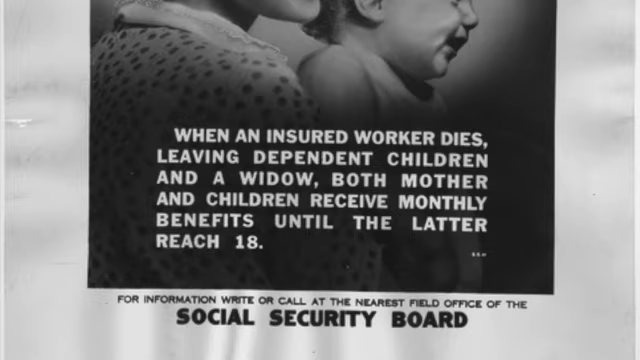 WHEN AN INSURED WORKER DIES,
LEAVING DEPENDENT CHILDREN
AND A WIDOW, BOTH MOTHER
AND CHILDREN RECEIVE MONTHLY
BENEFITS UNTIL THE LATTER
REACH 18.
FOR INFORMATION WRITE OR CALL AT THE NEAREST FIELD OFFICE OF THE
SOCIAL SECURITY BOARD